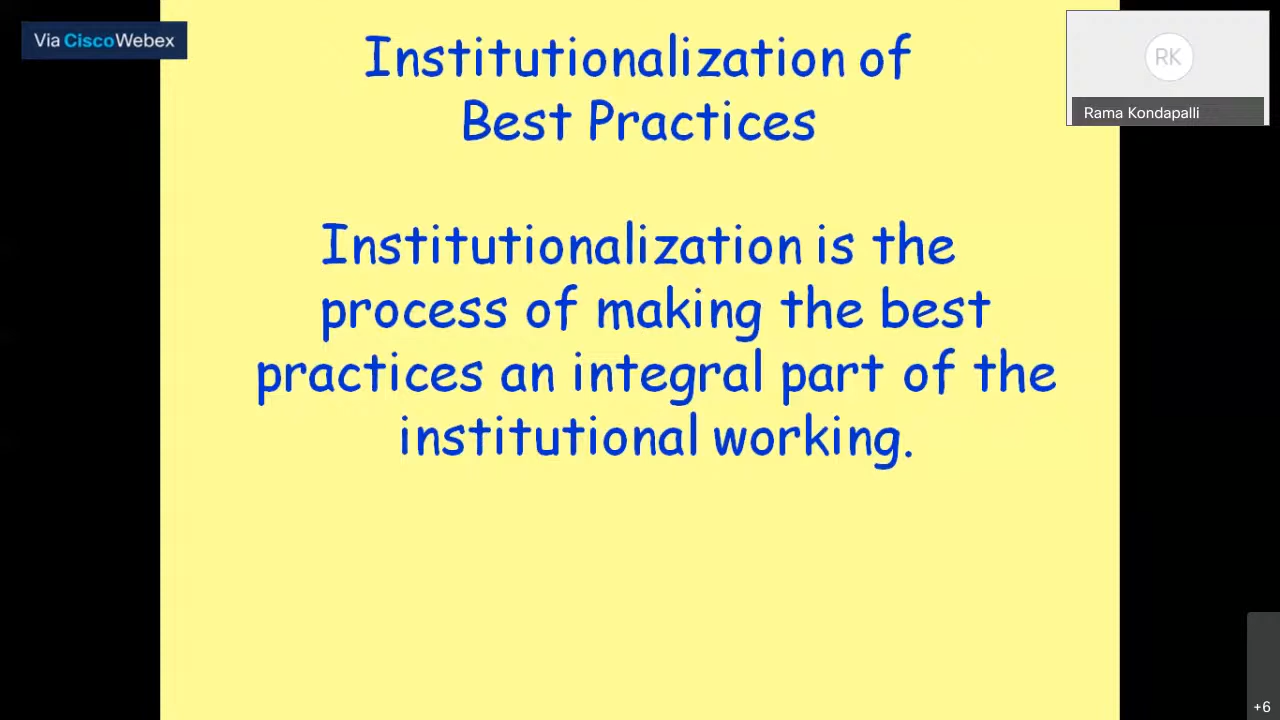 Via CiscoWebex
Institutionalization of
Best Practices
RK
Rama Kondapalli
Institutionalization is the
process of making the best
practices an integral part of the
institutional working.
+6